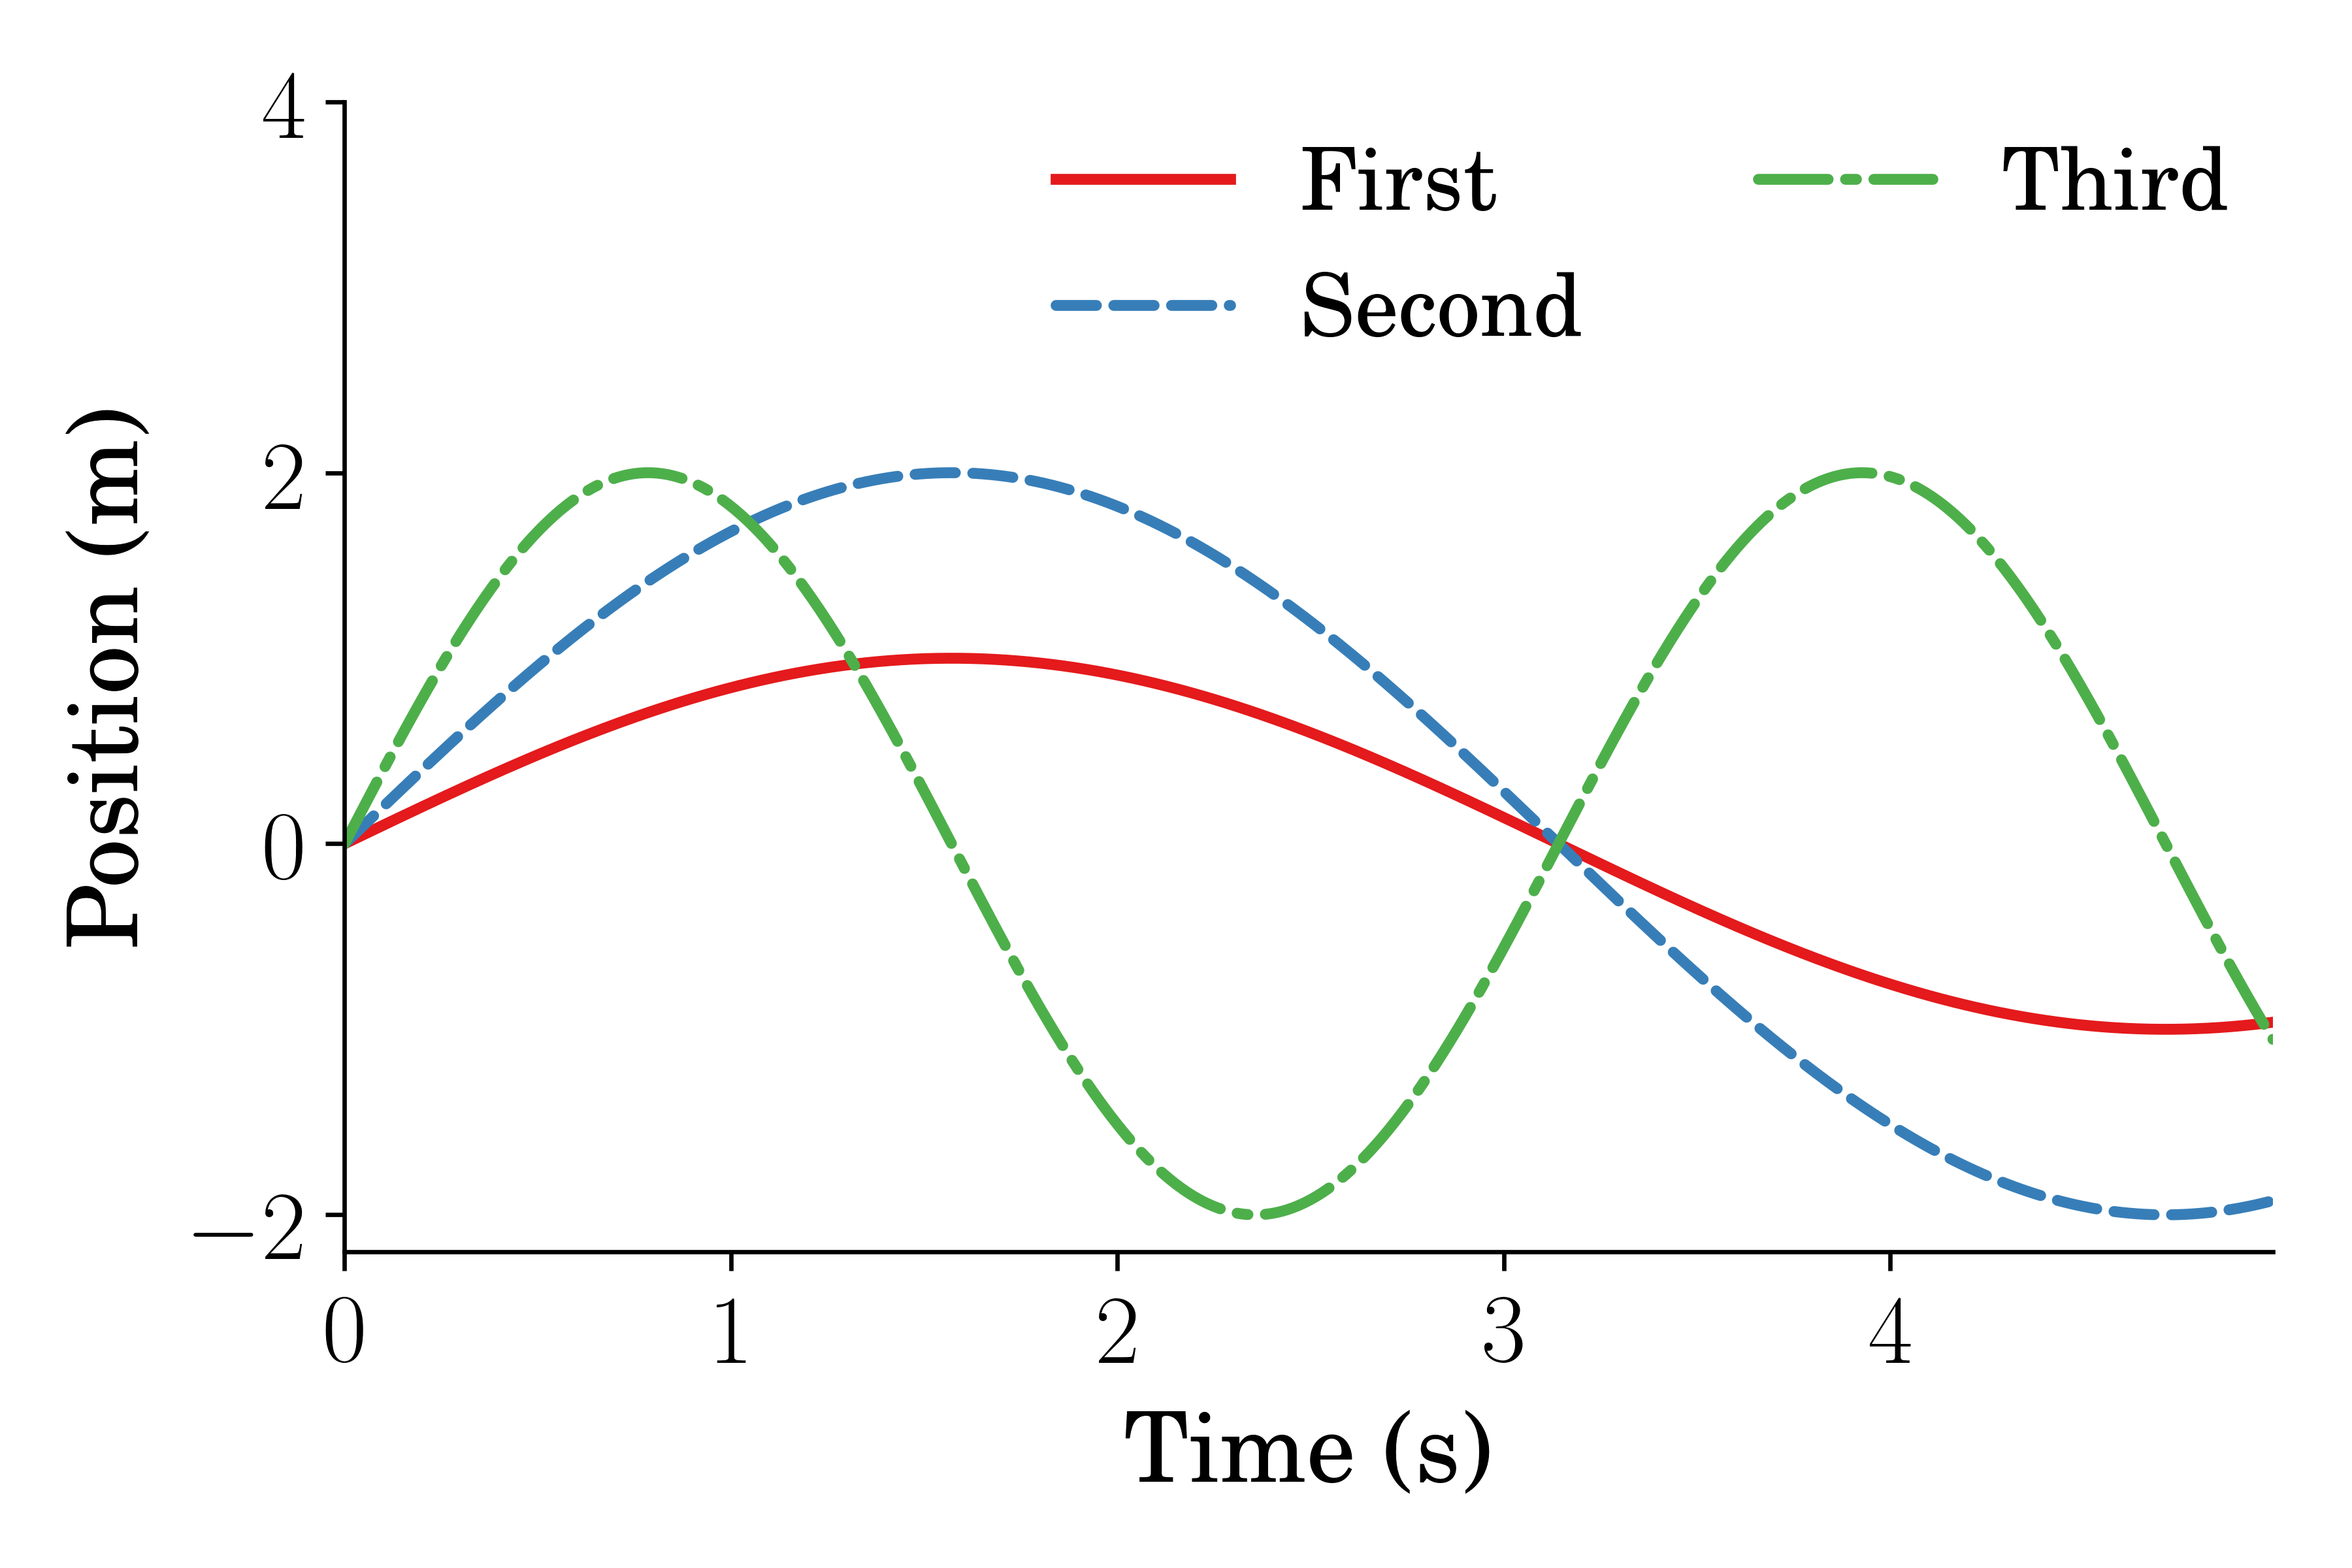 4
2
0
−2
Position (m)
First
Second
Third
0 1 2 3 4
Time (s)